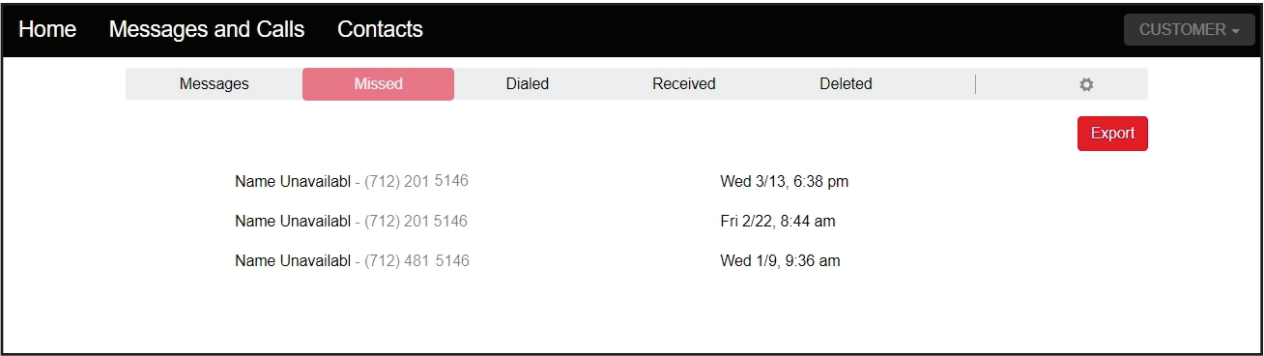 Home Messages and Calls Contacts CUSTOMER
Messages Missed Dialed Received Deleted
Export
Name Unavailabl - (712) 201 5146 Wed 3/13, 6:38 pm
Name Unavailabl - (712) 201 5146 Fri 2/22, 8:44 am
Name Unavailabl - (712) 481 5146 Wed 1/9, 9:36 am